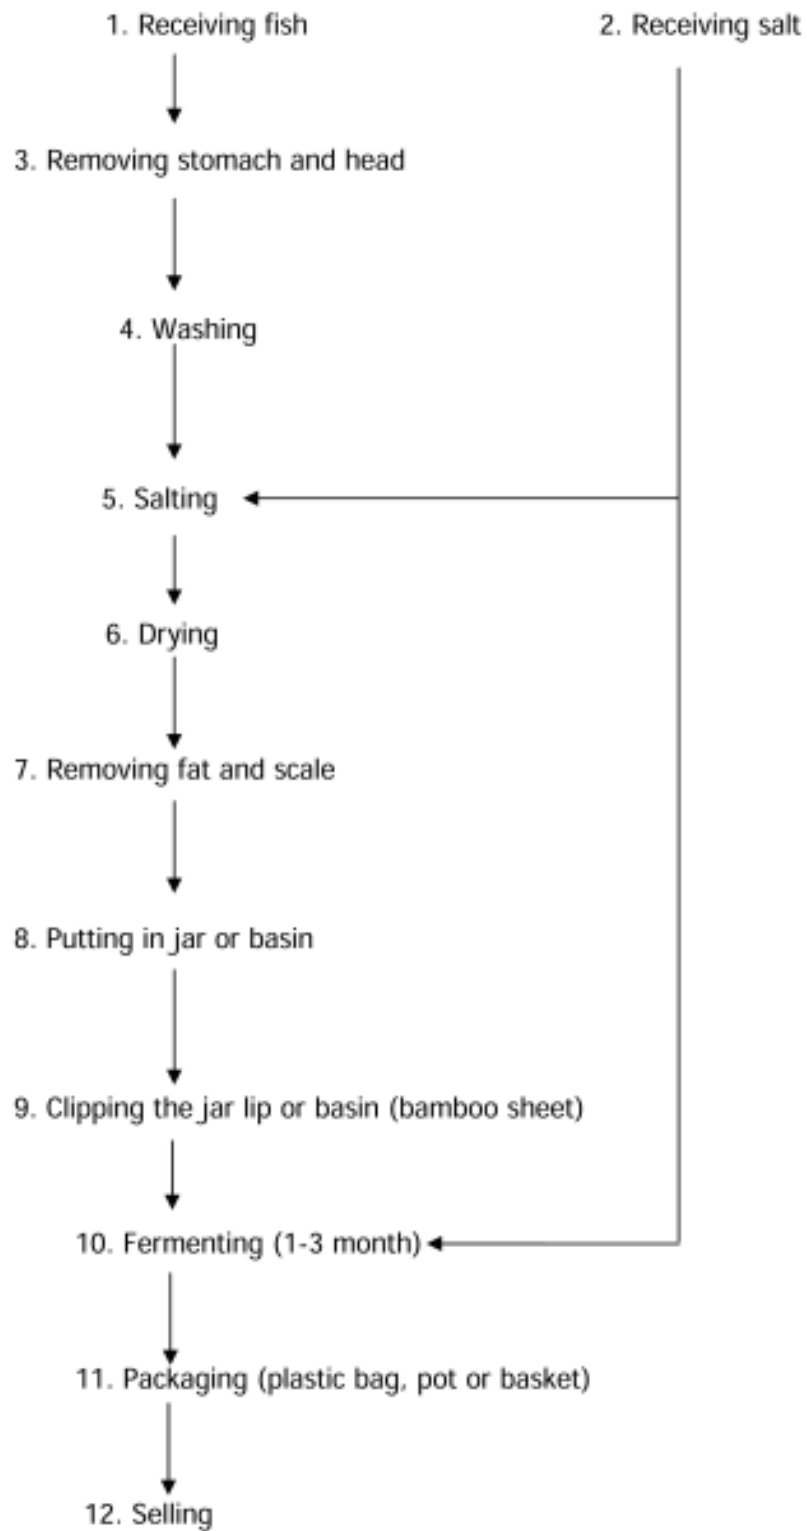 1. Receiving fish
2. Receiving salt
3. Removing stomach and head
4. Washing
5. Salting
6. Drying
7. Removing fat and scale
8. Putting in jar or basin
9. Clipping the jar lip or basin (bamboo sheet)
10. Fermenting (1-3 month)
11. Packaging (plastic bag, pot or basket)
12. Selling